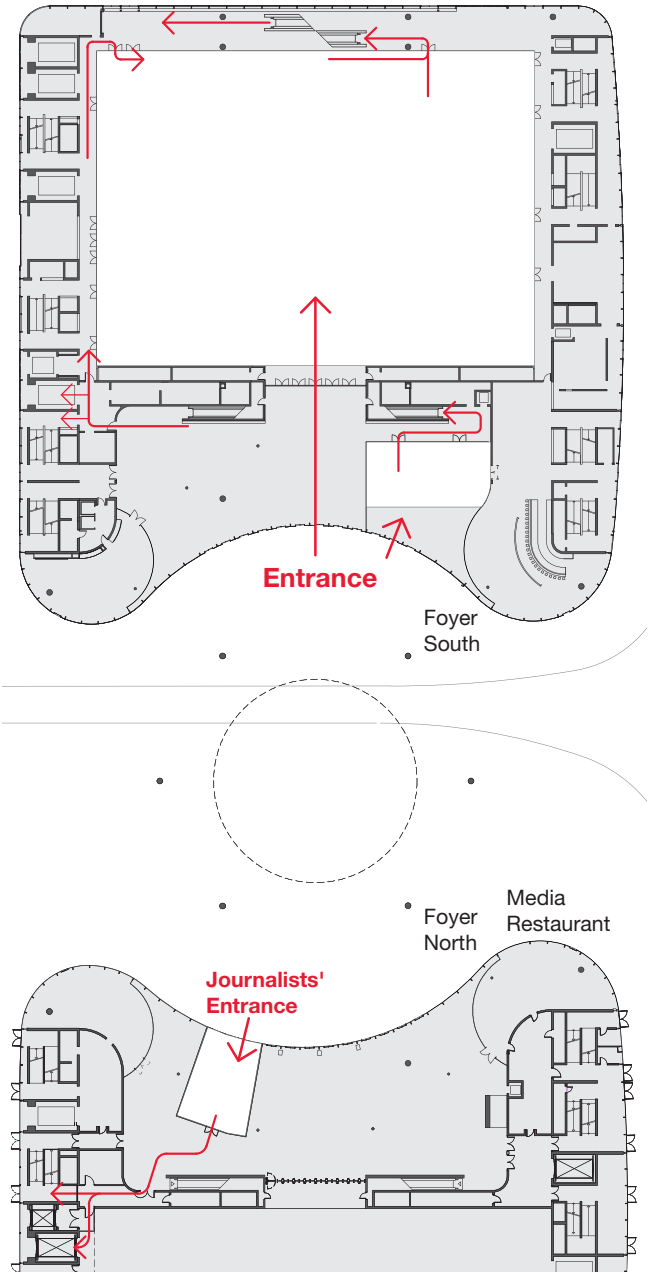 Entrance
Foyer
South
Foyer
North
Media
Restaurant
Journalists'
Entrance